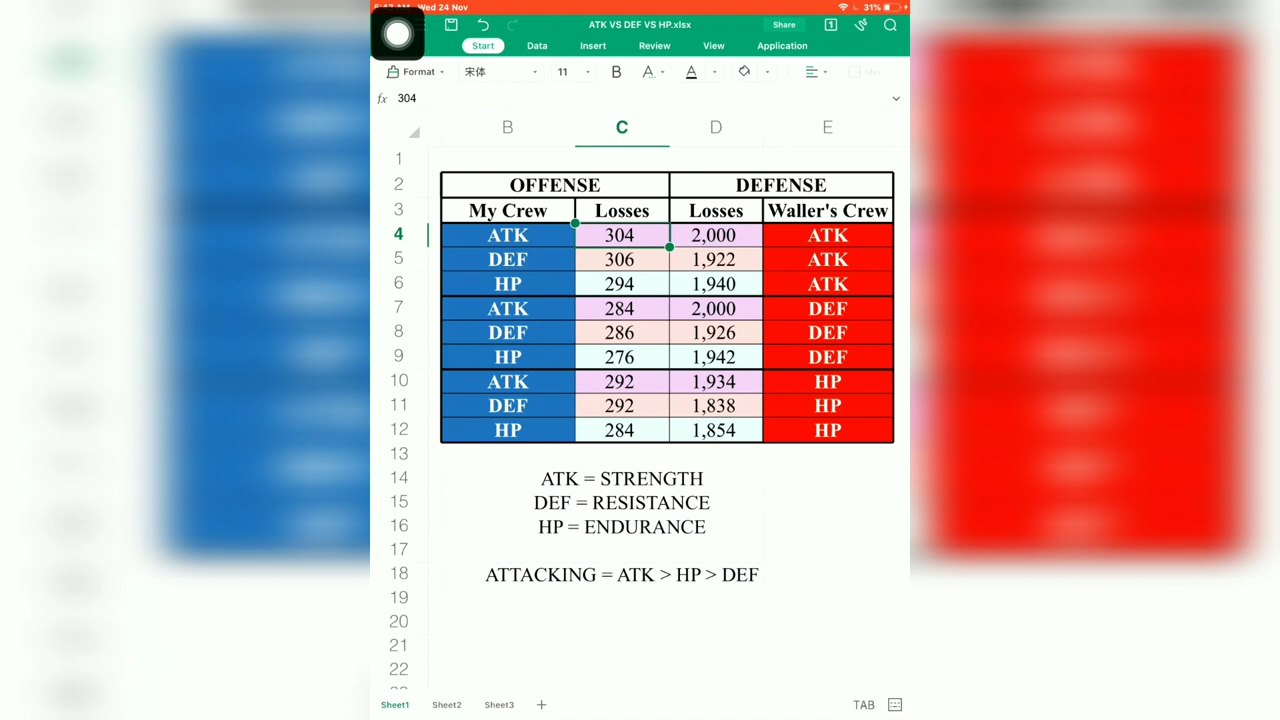 Wed 24 Nov 31%
ATK VS DEF VS HP.xlsx Share 1
Start Data Insert Review View Application
Format 宋体 11 B A A
fx 304
B C D E
1
2 OFFENSE DEFENSE
3 My Crew Losses Losses Waller's Crew
4 ATK 304 2,000 ATK
5 DEF 306 1,922 ATK
6 HP 294 1,940 ATK
7 ATK 284 2,000 DEF
8 DEF 286 1,926 DEF
9 HP 276 1,942 DEF
10 ATK 292 1,934 HP
11 DEF 292 1,838 HP
12 HP 284 1,854 HP
13
14 ATK = STRENGTH
15 DEF = RESISTANCE
16 HP = ENDURANCE
17
18 ATTACKING = ATK > HP > DEF
19
20
21
22
Sheet1 Sheet2 Sheet3 + TAB